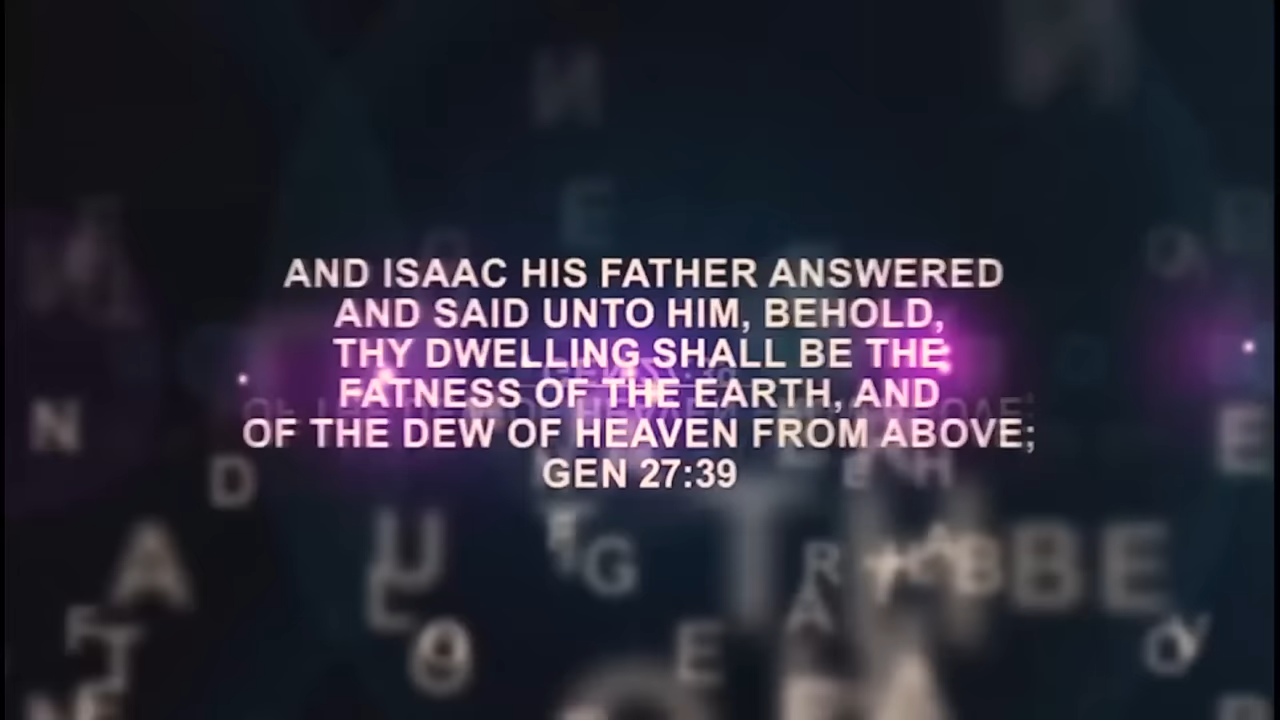 AND ISAAC HIS FATHER ANSWERED
AND SAID UNTO HIM, BEHOLD,
THY DWELLING SHALL BE THE
FATNESS OF THE EARTH, AND
OF THE DEW OF HEAVEN FROM ABOVE;
GEN 27:39